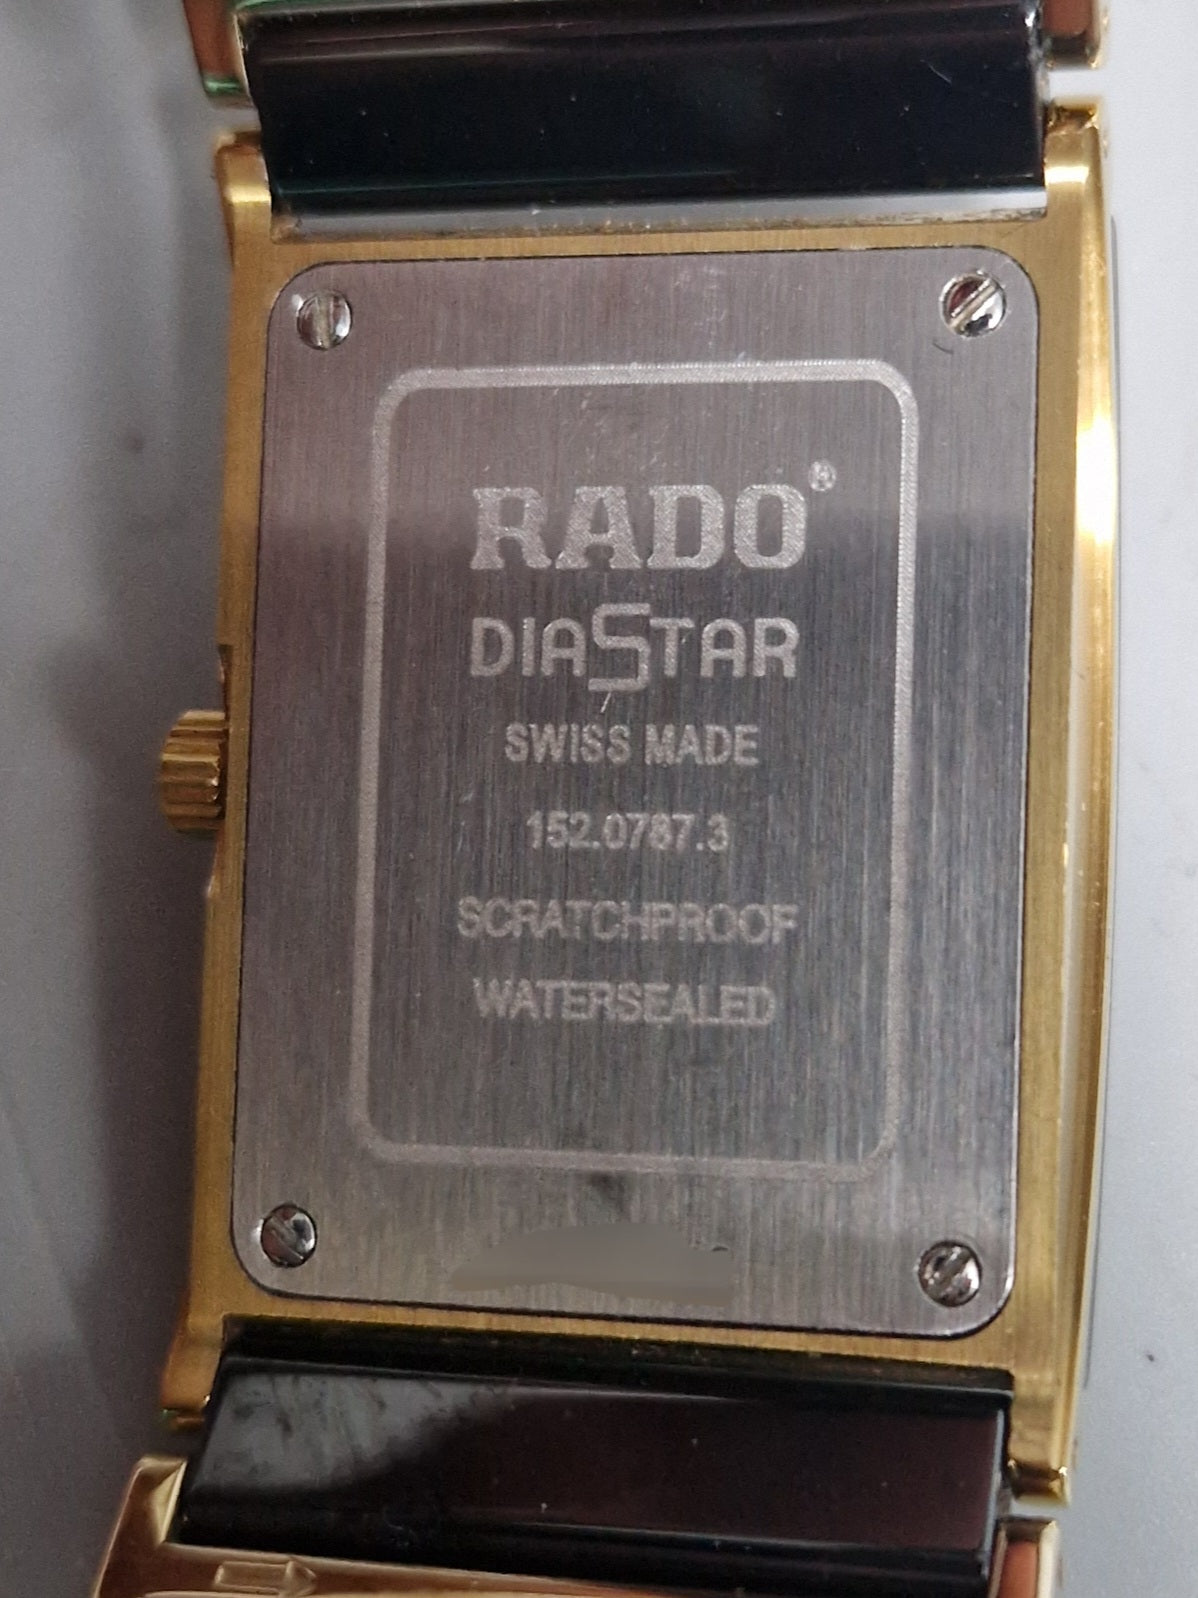 RADO®
DIASTAR
SWISS MADE
152.0787.3
SCRATCHPROOF
WATERSEALED